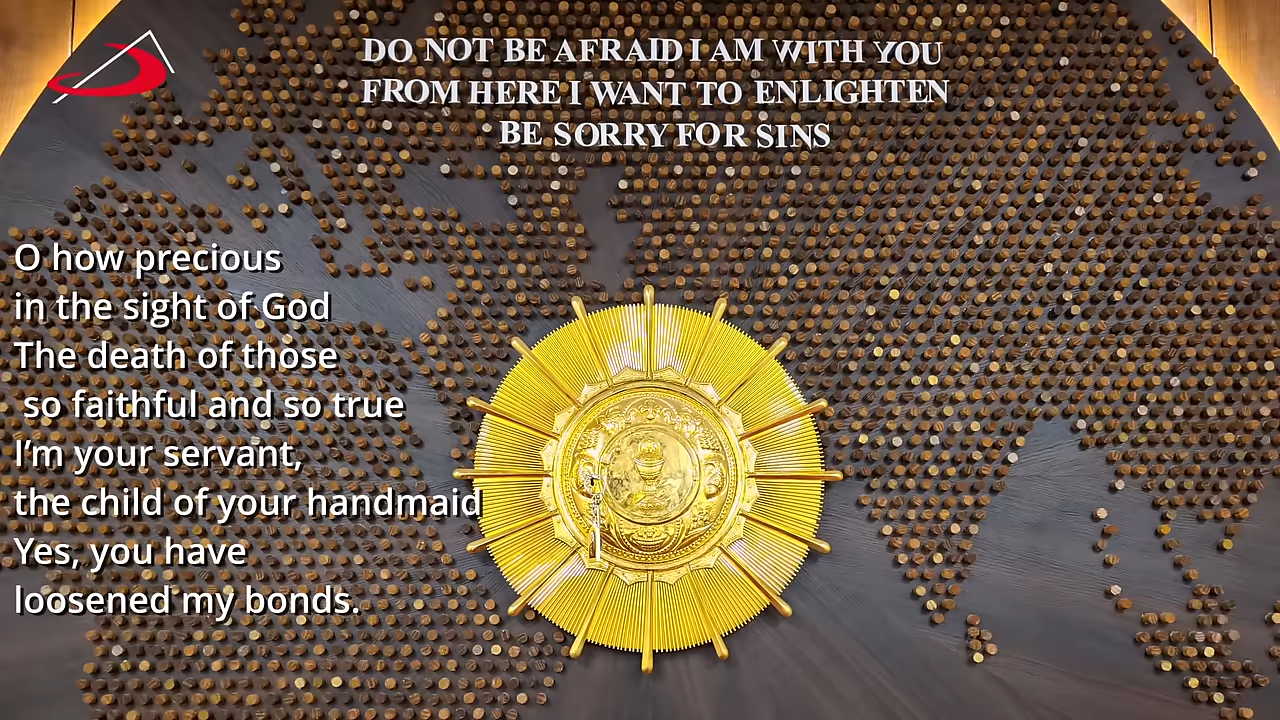 DO NOT BE AFRAID I AM WITH YOU
FROM HERE I WANT TO ENLIGHTEN
BE SORRY FOR SINS
O how precious
in the sight of God
The death of those
so faithful and so true
I'm your servant,
the child of your handmaid
Yes, you have
loosened my bonds.